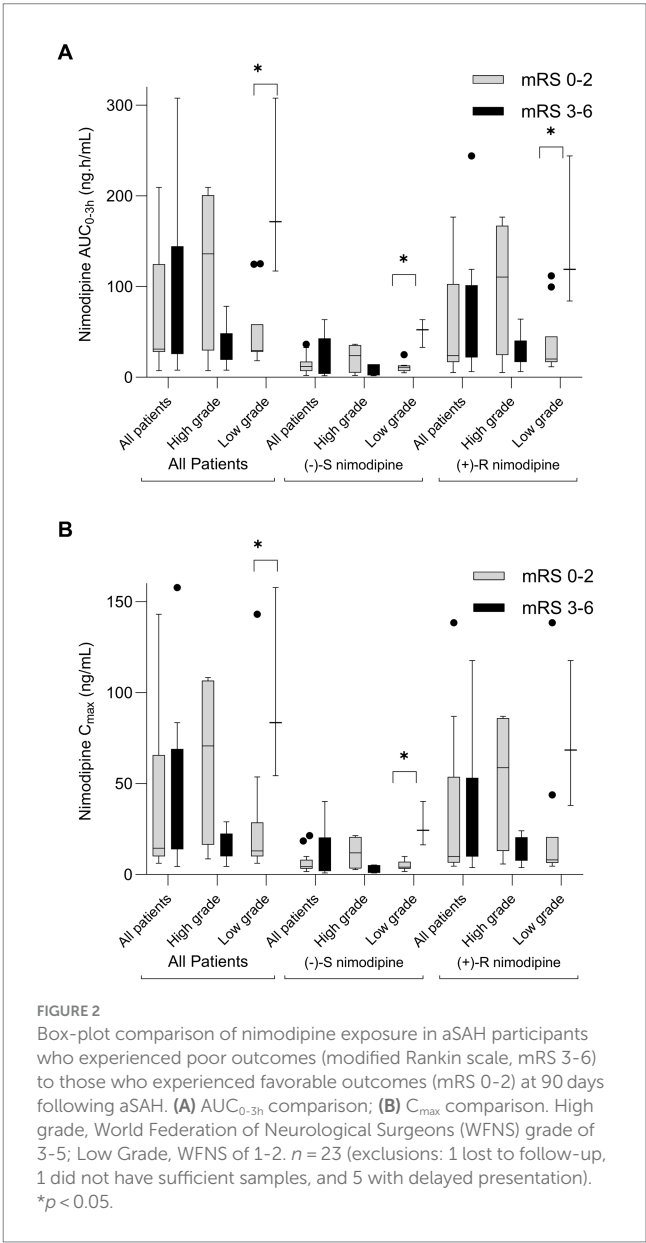 A
*
mRS 0-2
mRS 3-6
*
*
Nimodipine AUC0-3h (ng.h/mL)
300
200
100
0
All patients
High grade
Low grade
All patients
High grade
Low grade
All patients
High grade
Low grade
All Patients
(-)-S nimodipine
(+)-R nimodipine
B
*
mRS 0-2
mRS 3-6
*
Nimodipine Cmax (ng/mL)
150
100
50
0
All patients
High grade
Low grade
All patients
High grade
Low grade
All patients
High grade
Low grade
All Patients
(-)-S nimodipine
(+)-R nimodipine
FIGURE 2
Box-plot comparison of nimodipine exposure in aSAH participants
who experienced poor outcomes (modified Rankin scale, mRS 3-6)
to those who experienced favorable outcomes (mRS 0-2) at 90 days
following aSAH. (A) AUC0-3h comparison; (B) Cmax comparison. High
grade, World Federation of Neurological Surgeons (WFNS) grade of
3-5; Low Grade, WFNS of 1-2. n = 23 (exclusions: 1 lost to follow-up,
1 did not have sufficient samples, and 5 with delayed presentation).
*p < 0.05.